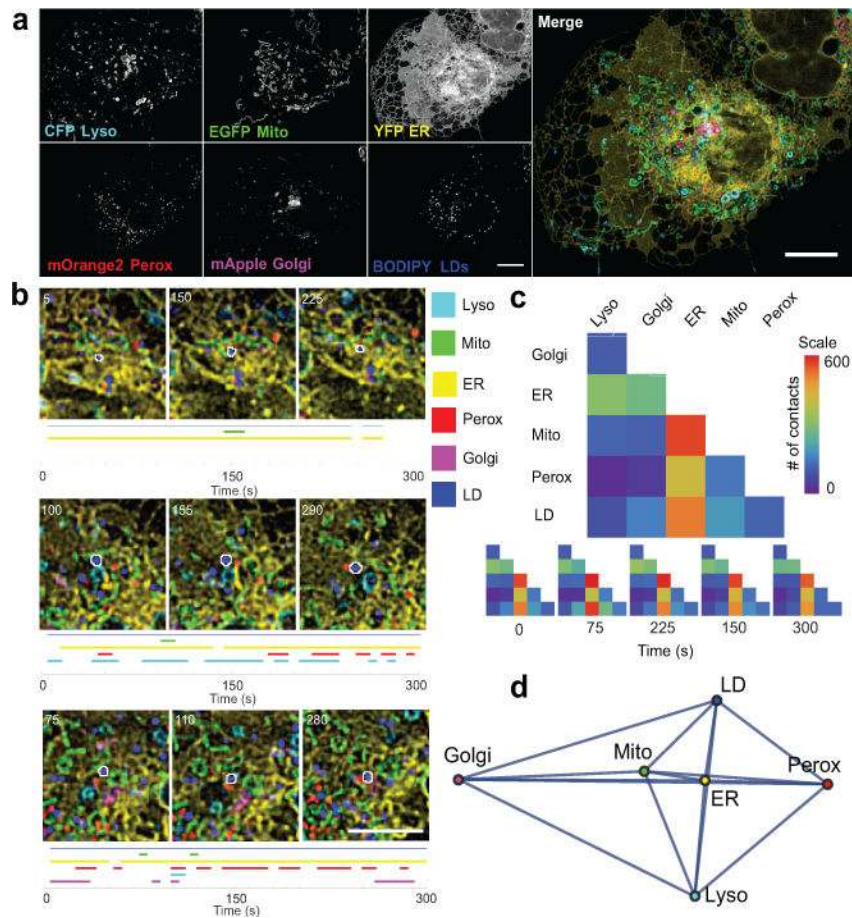 a
CFP Lyso
EGFP Mito
YFP ER
Merge
mOrange2 Perox
mApple Golgi
BODIPY LDs
b
5
150
225
0
150
300
Time (s)
100
185
290
0
150
300
Time (s)
75
110
280
0
150
300
Time (s)
Lyso
Mito
ER
Perox
Golgi
LD
c
Lyso
Golgi
ER
Mito
Perox
Golgi
ER
Mito
Perox
LD
Scale
600
# of contacts
0
0
75
225
150
300
Time (s)
d
LD
Golgi
Mito
Perox
ER
Lyso